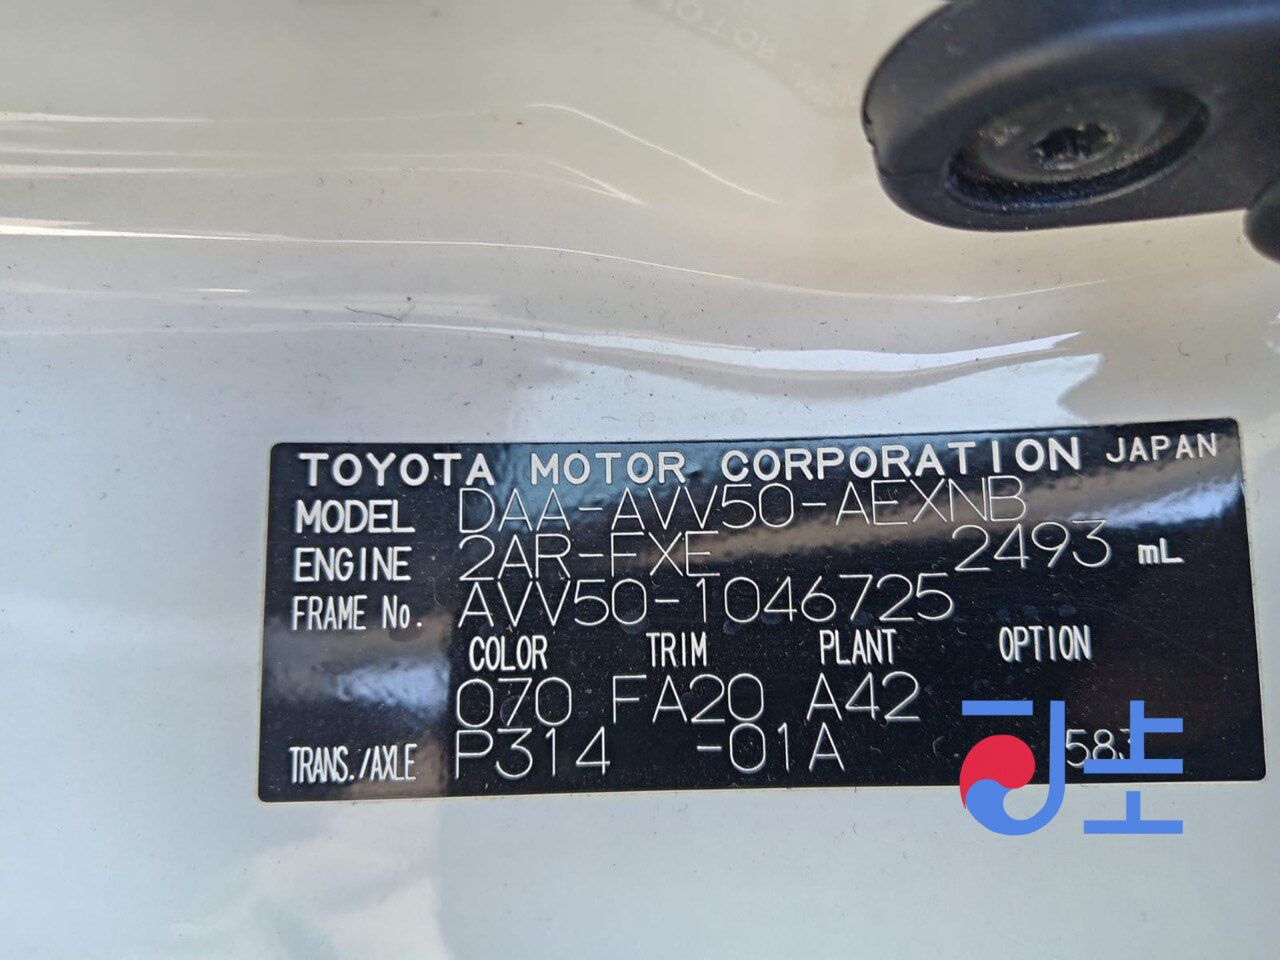 TOYOTA MOTOR CORPORATION JAPAN
MODEL DAA-AVV50-AEXNB
ENGINE 2AR-FXE 2493 mL
FRAME No. AVV50-1046725
COLOR TRIM PLANT OPTION
070 FA20 A42
TRANS./AXLE P314 -01A